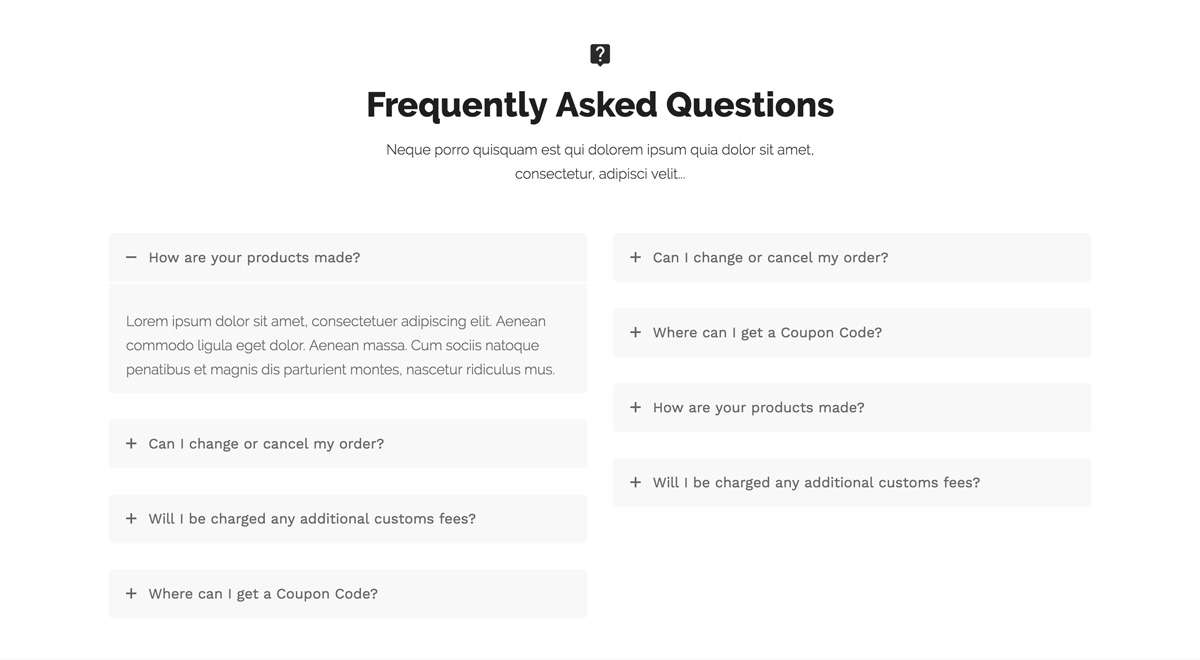 ?
Frequently Asked Questions
Neque porro quisquam est qui dolorem ipsum quia dolor sit amet,
consectetur, adipisci velit...
− How are your products made?
Lorem ipsum dolor sit amet, consectetuer adipiscing elit. Aenean
commodo ligula eget dolor. Aenean massa. Cum sociis natoque
penatibus et magnis dis parturient montes, nascetur ridiculus mus.
+ Can I change or cancel my order?
+ Will I be charged any additional customs fees?
+ Where can I get a Coupon Code?
+ Can I change or cancel my order?
+ Where can I get a Coupon Code?
+ How are your products made?
+ Will I be charged any additional customs fees?